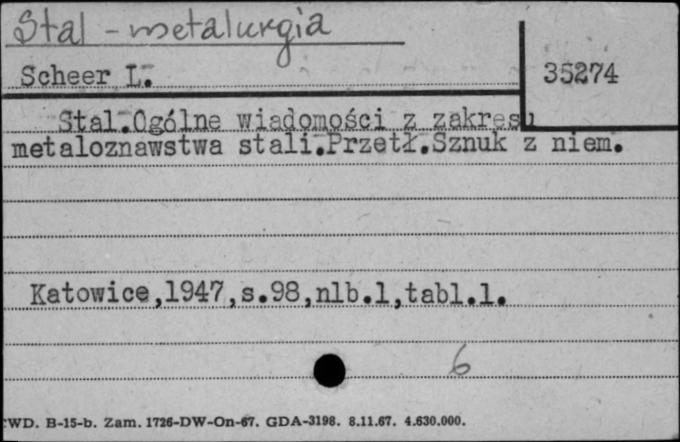 Stal - metalurgia
Scheer L.
35274
Stal.Ogólne wiadomości z zakresu
metaloznawstwa stali.Przetł.Sznuk z niem.
Katowice,1947,s.98,nlb.1,tabl.1.
6
WD. B-15-b. Zam. 1726-DW-On-67. GDA-3198. 8.11.67. 4.630.000.